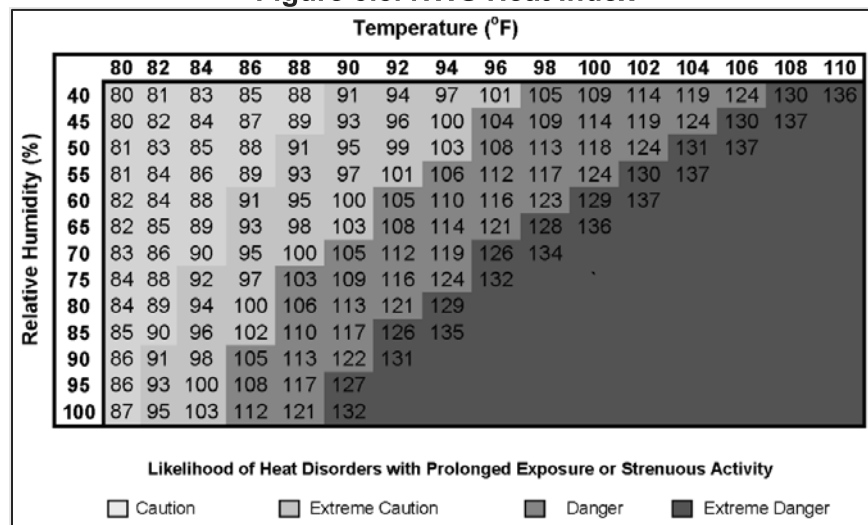 Temperature (°F)
80 82 84 86 88 90 92 94 96 98 100 102 104 106 108 110
Relative Humidity (%)
40 80 81 83 85 88 91 94 97 101 105 109 114 119 124 130 136
45 80 82 84 87 89 93 96 100 104 109 114 119 124 130 137
50 81 83 85 88 91 95 99 103 108 113 118 124 131 137
55 81 84 86 89 93 97 101 106 112 117 124 130 137
60 82 84 88 91 95 100 105 110 116 123 129 137
65 82 85 89 93 98 103 108 114 121 128 136
70 83 86 90 95 100 105 112 119 126 134
75 84 88 92 97 103 109 116 124 132
80 84 89 94 100 106 113 121 129
85 85 90 96 102 110 117 126 135
90 86 91 98 105 113 122 131
95 86 93 100 108 117 127
100 87 95 103 112 121 132
Likelihood of Heat Disorders with Prolonged Exposure or Strenuous Activity
Caution Extreme Caution Danger Extreme Danger